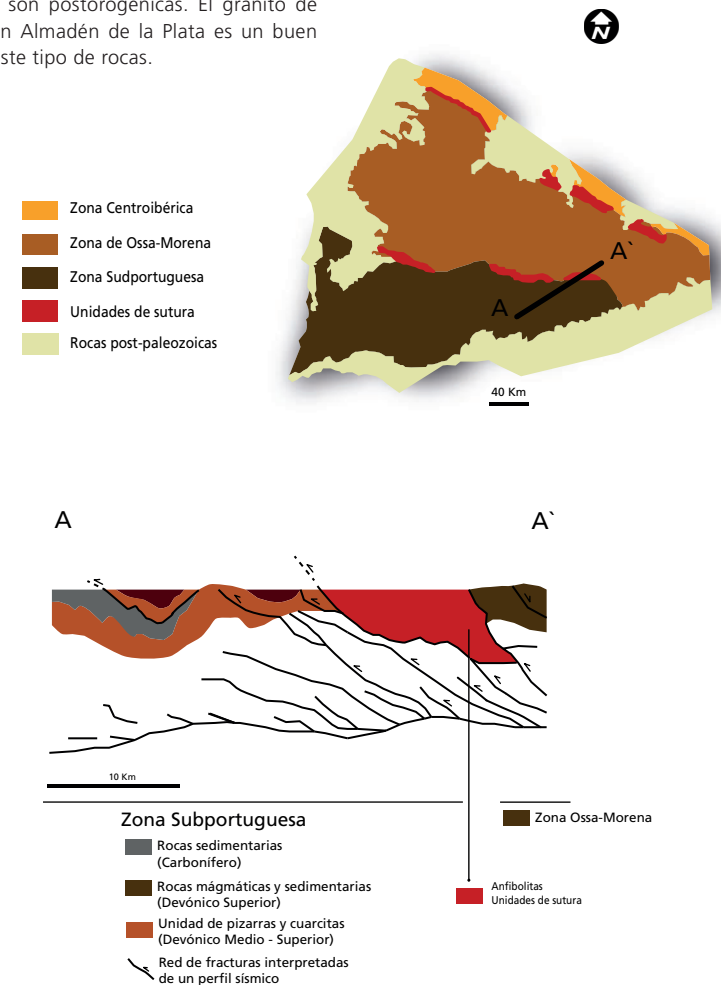 son postorogénicas. El granito de
n Almadén de la Plata es un buen
ste tipo de rocas.
N
Zona Centroibérica
Zona de Ossa-Morena
Zona Sudportuguesa
Unidades de sutura
Rocas post-paleozoicas
A`
A
40 Km
A
A`
10 Km
Zona Subportuguesa
Rocas sedimentarias
(Carbonífero)
Rocas mágmáticas y sedimentarias
(Devónico Superior)
Unidad de pizarras y cuarcitas
(Devónico Medio - Superior)
Red de fracturas interpretadas
de un perfil sísmico
Zona Ossa-Morena
Anfibolitas
Unidades de sutura